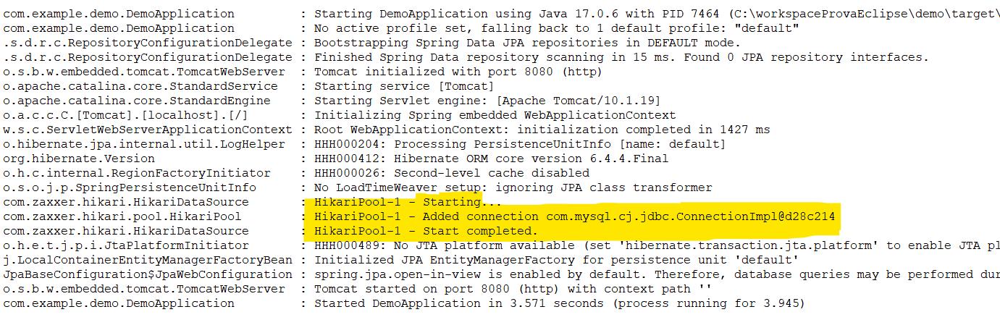 com.example.demo.DemoApplication : Starting DemoApplication using Java 17.0.6 with PID 7464 (C:\workspaceProvaEclipse\demo\target\
com.example.demo.DemoApplication : No active profile set, falling back to 1 default profile: "default"
.s.d.r.c.RepositoryConfigurationDelegate : Bootstrapping Spring Data JPA repositories in DEFAULT mode.
.s.d.r.c.RepositoryConfigurationDelegate : Finished Spring Data repository scanning in 15 ms. Found 0 JPA repository interfaces.
o.s.b.w.embedded.tomcat.TomcatWebServer : Tomcat initialized with port 8080 (http)
o.apache.catalina.core.StandardService : Starting service [Tomcat]
o.apache.catalina.core.StandardEngine : Starting Servlet engine: [Apache Tomcat/10.1.19]
o.a.c.c.C.[Tomcat].[localhost].[/] : Initializing Spring embedded WebApplicationContext
w.s.c.ServletWebServerApplicationContext : Root WebApplicationContext: initialization completed in 1427 ms
o.hibernate.jpa.internal.util.LogHelper : HHH000204: Processing PersistenceUnitInfo [name: default]
org.hibernate.Version : HHH000412: Hibernate ORM core version 6.4.4.Final
o.h.c.internal.RegionFactoryInitiator : HHH000026: Second-level cache disabled
o.s.o.j.p.SpringPersistenceUnitInfo : No LoadTimeWeaver setup: ignoring JPA class transformer
com.zaxxer.hikari.HikariDataSource : HikariPool-1 - Starting...
com.zaxxer.hikari.pool.HikariPool : HikariPool-1 - Added connection com.mysql.cj.jdbc.ConnectionImpl@d28c214
com.zaxxer.hikari.HikariDataSource : HikariPool-1 - Start completed.
o.h.e.t.j.p.i.JtaPlatformInitiator : HHH000489: No JTA platform available (set 'hibernate.transaction.jta.platform' to enable JTA pl
j.LocalContainerEntityManagerFactoryBean : Initialized JPA EntityManagerFactory for persistence unit 'default'
JpaBaseConfiguration$JpaWebConfiguration : spring.jpa.open-in-view is enabled by default. Therefore, database queries may be performed dur
o.s.b.w.embedded.tomcat.TomcatWebServer : Tomcat started on port 8080 (http) with context path ''
com.example.demo.DemoApplication : Started DemoApplication in 3.571 seconds (process running for 3.945)